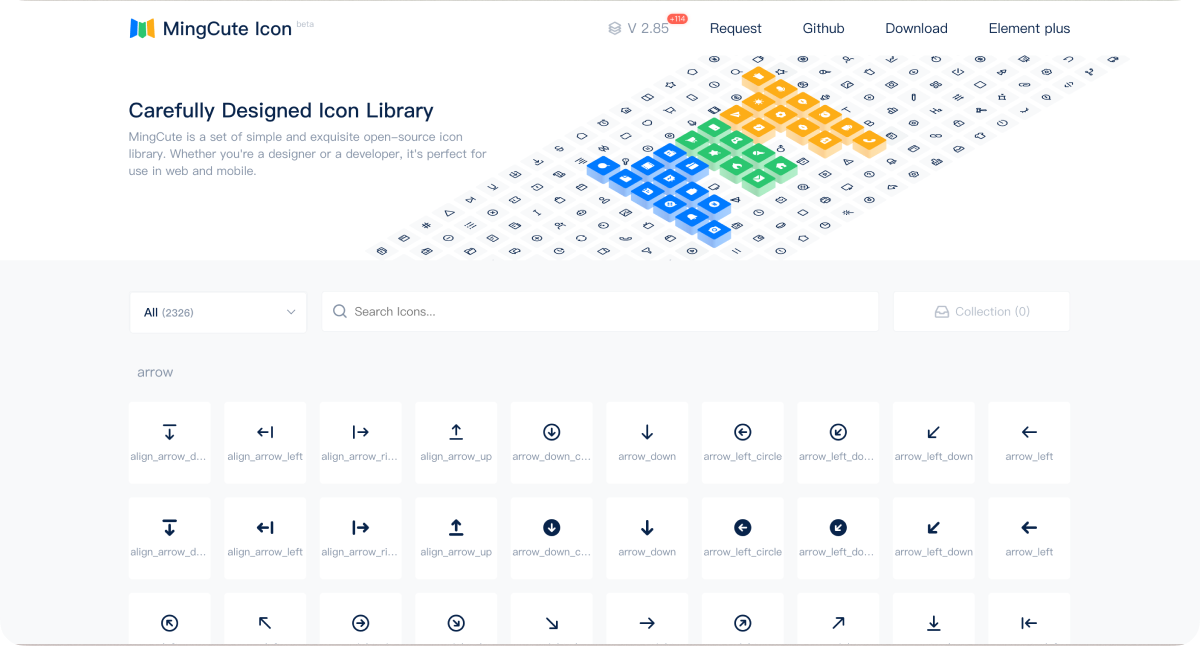 MingCute Icon beta
V 2.85 +114
Request
Github
Download
Element plus
Carefully Designed Icon Library
MingCute is a set of simple and exquisite open-source icon
library. Whether you're a designer or a developer, it's perfect for
use in web and mobile.
All (2326)
Search Icons...
Collection (0)
arrow
align_arrow_d...
align_arrow_left
align_arrow_ri...
align_arrow_up
arrow_down_c...
arrow_down
arrow_left_circle
arrow_left_do...
arrow_left_down
arrow_left
align_arrow_d...
align_arrow_left
align_arrow_ri...
align_arrow_up
arrow_down_c...
arrow_down
arrow_left_circle
arrow_left_do...
arrow_left_down
arrow_left